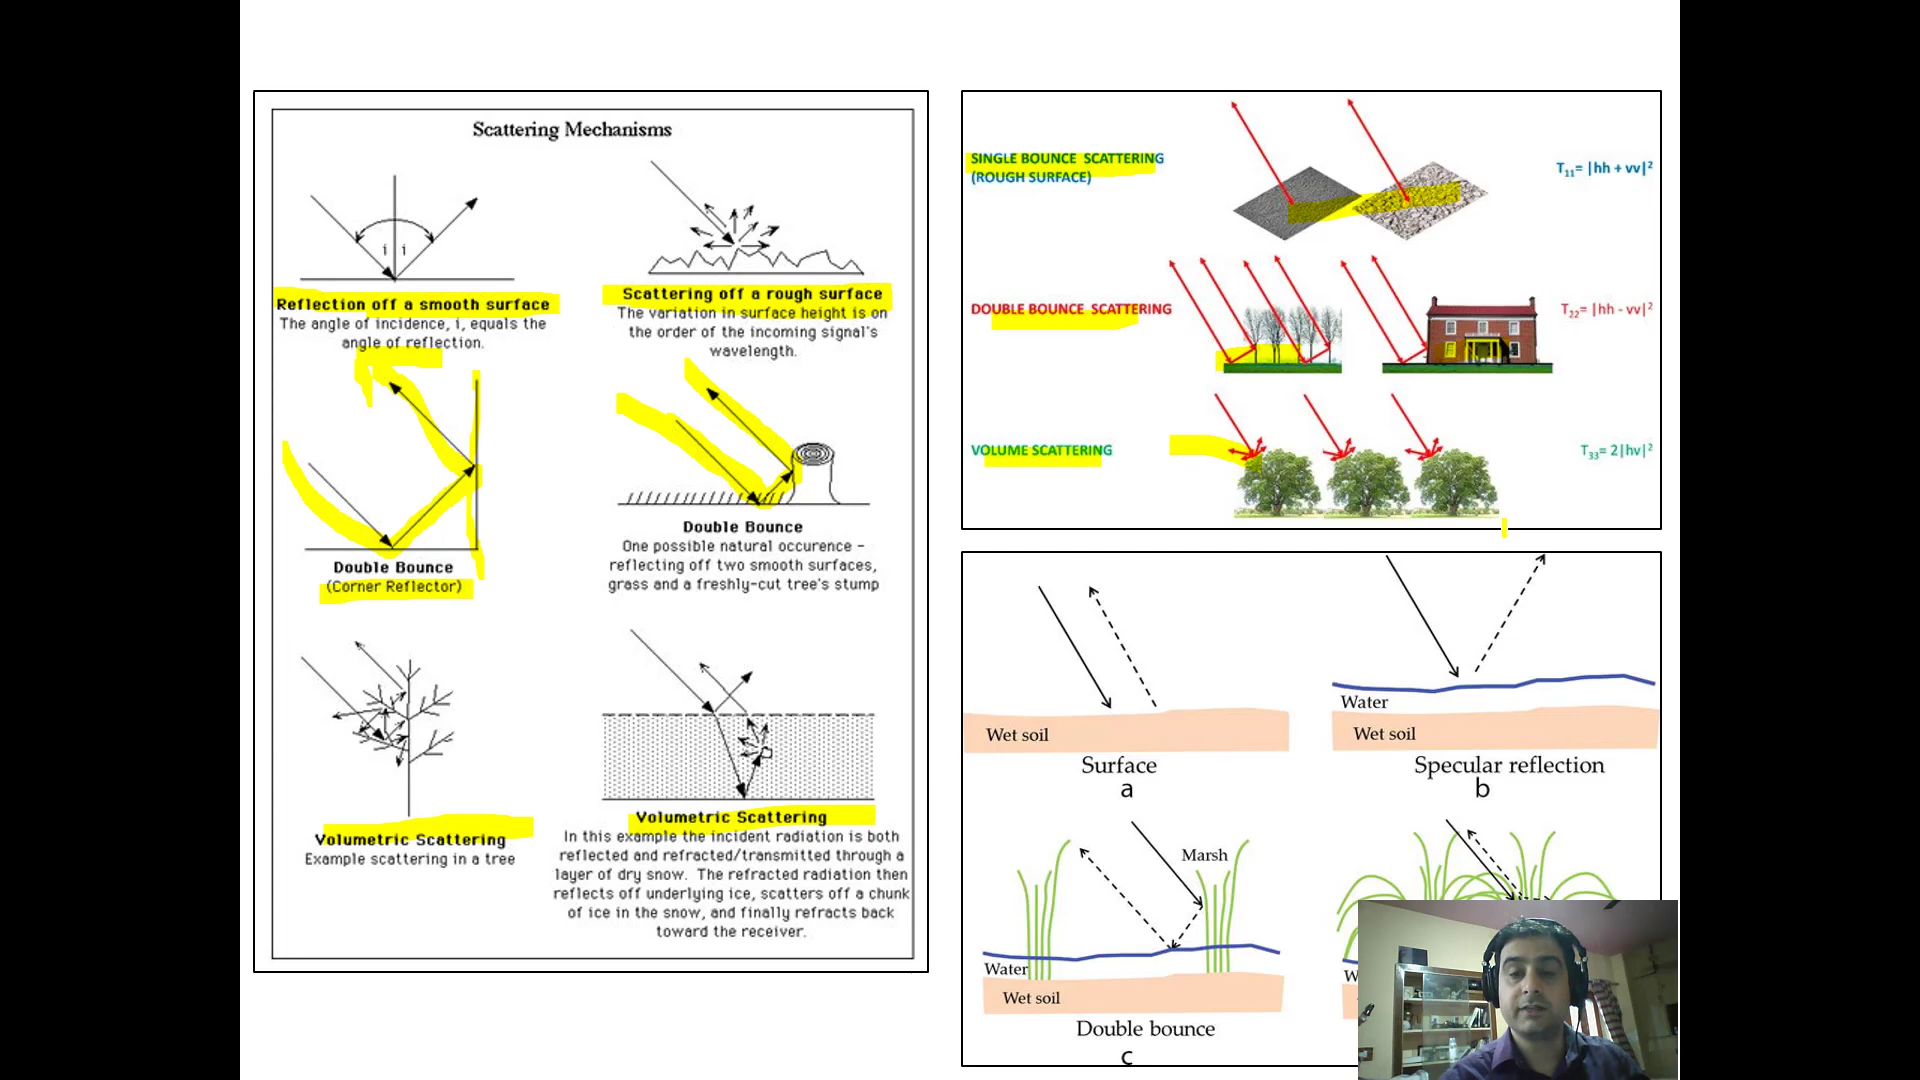 Scattering Mechanisms
i
i
Reflection off a smooth surface
The angle of incidence, i, equals the
angle of reflection.
Scattering off a rough surface
The variation in surface height is on
the order of the incoming signal's
wavelength.
Double Bounce
(Corner Reflector)
Double Bounce
One possible natural occurence -
reflecting off two smooth surfaces,
grass and a freshly-cut tree's stump
Volumetric Scattering
Example scattering in a tree
Volumetric Scattering
In this example the incident radiation is both
reflected and refracted/transmitted through a
layer of dry snow. The refracted radiation then
reflects off underlying ice, scatters off a chunk
of ice in the snow, and finally refracts back
toward the receiver.
SINGLE BOUNCE SCATTERING
(ROUGH SURFACE)
T₁₁= |hh + vv|²
DOUBLE BOUNCE SCATTERING
T₂₂= |hh - vv|²
VOLUME SCATTERING
T₃₃= 2|hv|²
Wet soil
Surface
a
Water
Wet soil
Specular reflection
b
Marsh
Water
Wet soil
Double bounce
c
W